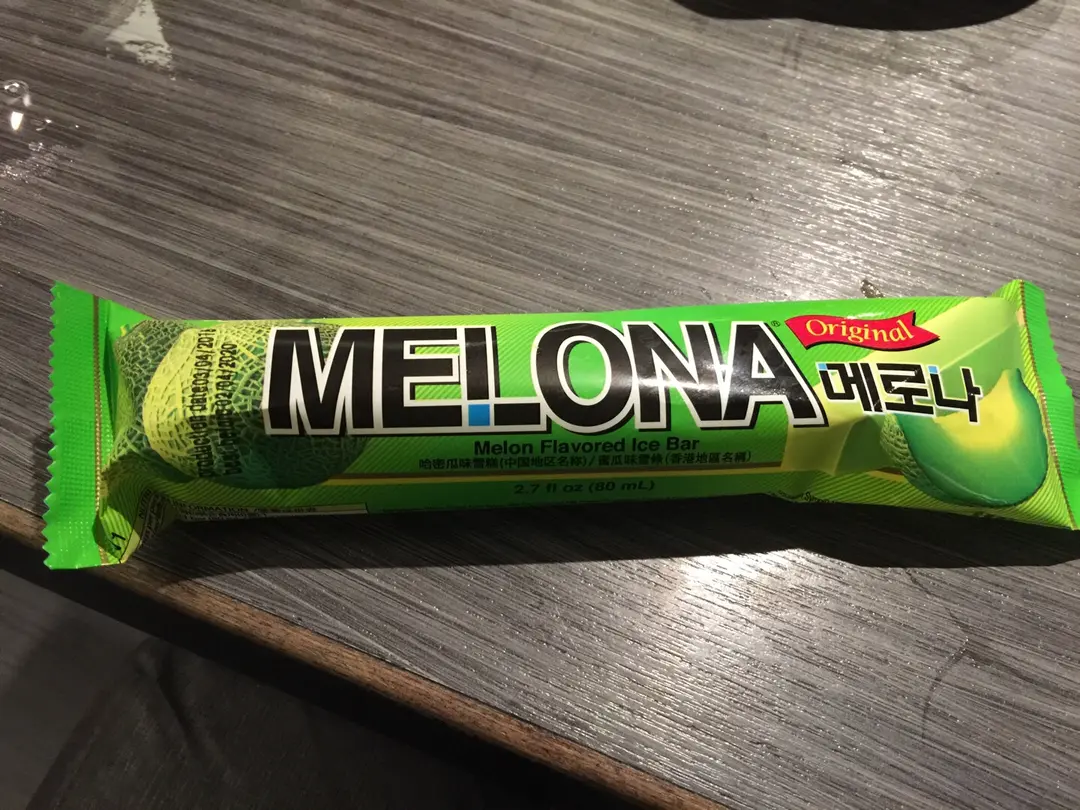 MELONA®
Original
메로나
Melon Flavored Ice Bar
哈密瓜味雪糕(中国地区名称)/蜜瓜味雪條(香港地區名稱)
2.7 fl oz (80 mL)